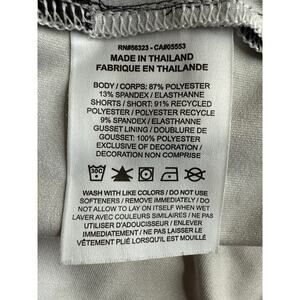 RN#56323 - CA#05553
MADE IN THAILAND
FABRIQUE EN THAILANDE
BODY / CORPS: 87% POLYESTER
13% SPANDEX / ELASTHANNE
SHORTS / SHORT: 91% RECYCLED
POLYESTER / POLYESTER RECYCLE
9% SPANDEX / ELASTHANNE
GUSSET LINING / DOUBLURE DE
GOUSSET: 100% POLYESTER
EXCLUSIVE OF DECORATION /
DECORATION NON COMPRISE
30C
WASH WITH LIKE COLORS / DO NOT USE
SOFTENERS / REMOVE IMMEDIATELY / DO
NOT ALLOW TO LAY ON ITSELF WHEN WET
LAVER AVEC COULEURS SIMILAIRES / NE PAS
UTILISER D'ADOUCISSEUR / ENLEVER
IMMEDIATEMENT / NE PAS LAISSER LE
VÊTEMENT PLIÉ LORSQU'IL EST MOUILLÉ